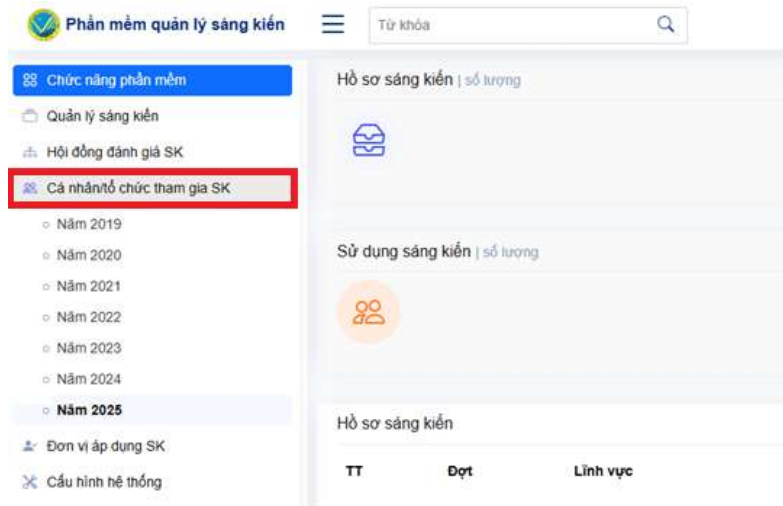 Phần mềm quản lý sáng kiến
Từ khóa
Chức năng phần mềm
Quản lý sáng kiến
Hội đồng đánh giá SK
Cá nhân/tổ chức tham gia SK
Năm 2019
Năm 2020
Năm 2021
Năm 2022
Năm 2023
Năm 2024
Năm 2025
Đơn vị áp dụng SK
Cấu hình hệ thống
Hồ sơ sáng kiến | số lượng
Sử dụng sáng kiến | số lượng
Hồ sơ sáng kiến
TT Đợt Lĩnh vực